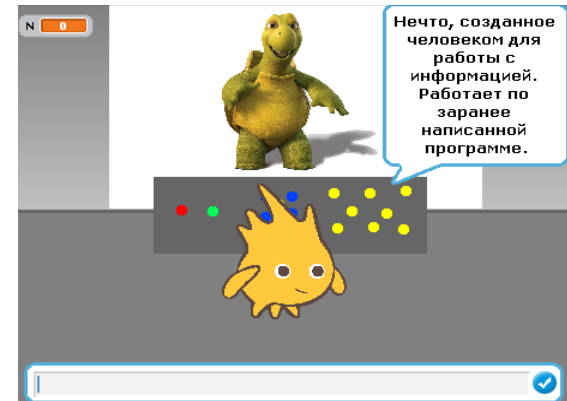 N 0
Нечто, созданное
человеком для
работы с
информацией.
Работает по
заранее
написанной
программе.